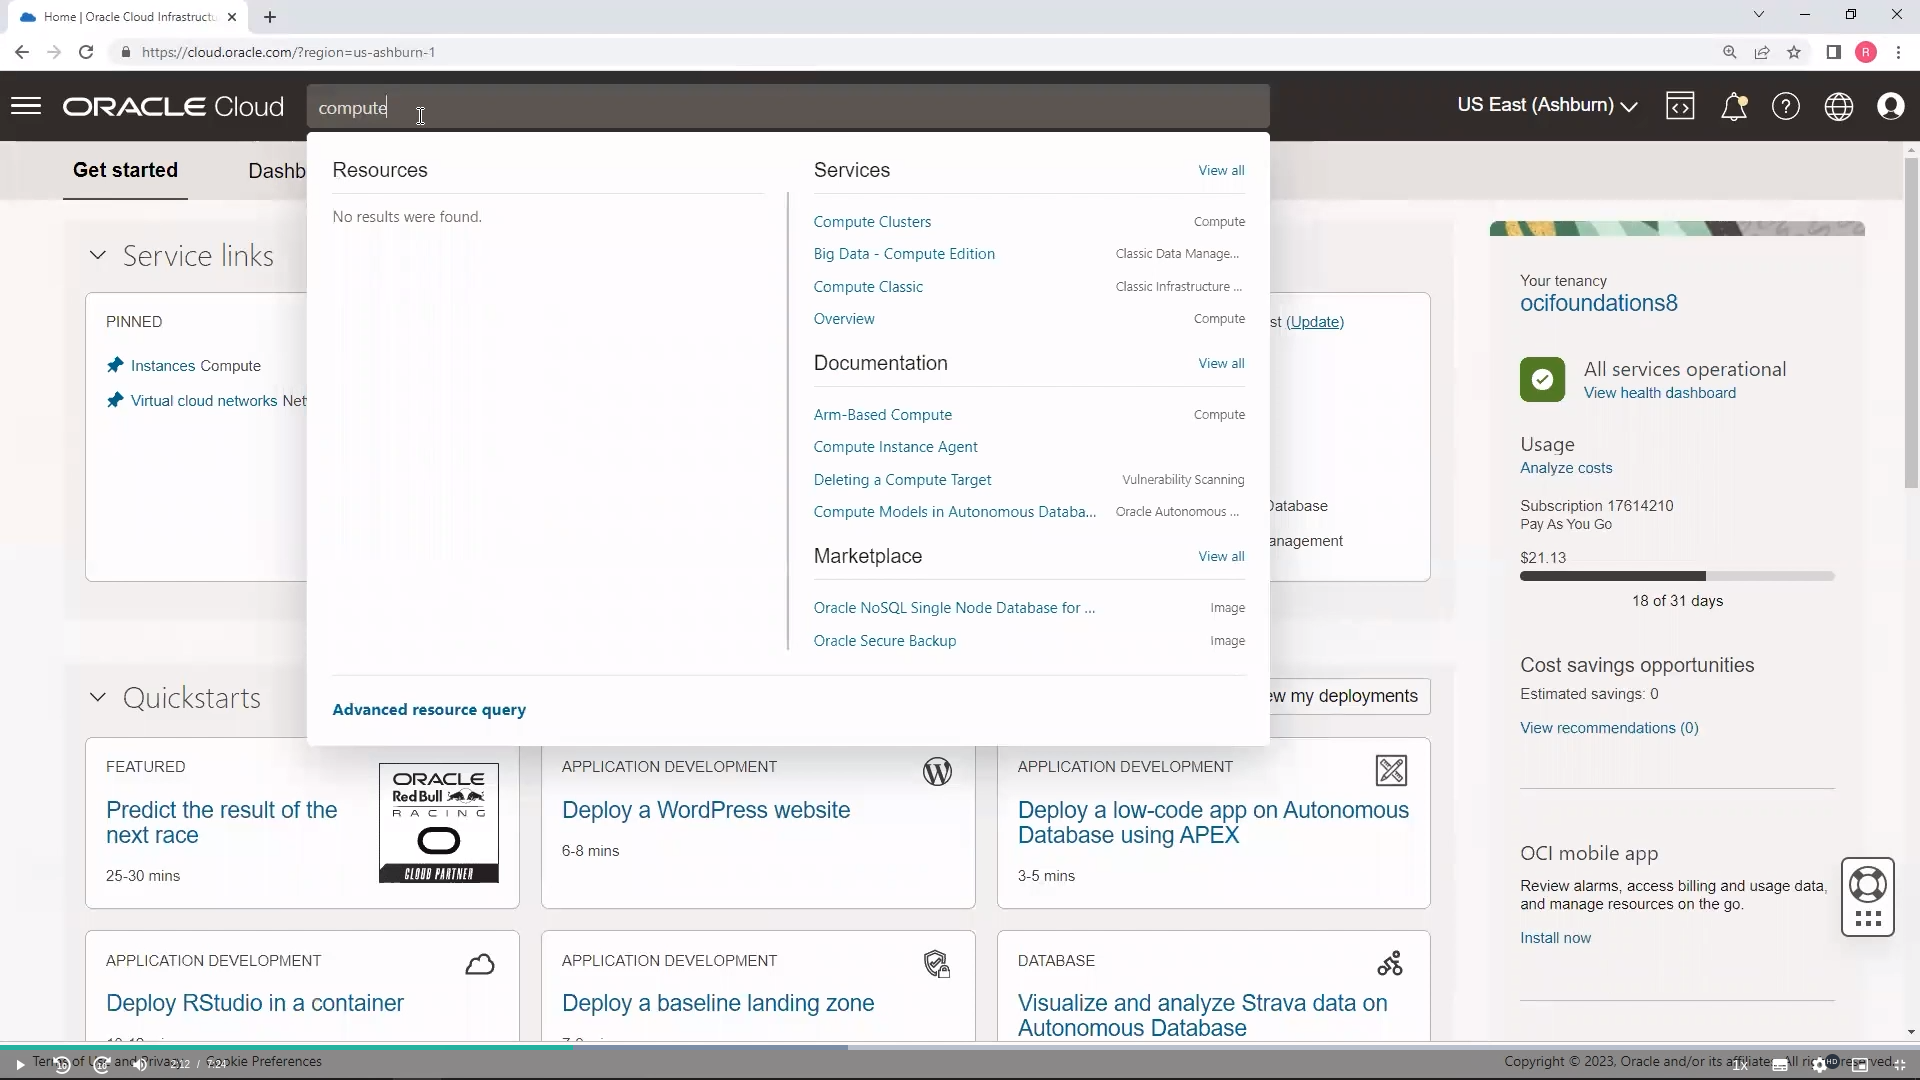 Home | Oracle Cloud Infrastructu
https://cloud.oracle.com/?region=us-ashburn-1
R
ORACLE Cloud
compute
US East (Ashburn)
Get started
Dashb
Resources
No results were found.
Services
View all
Compute Clusters
Compute
Big Data - Compute Edition
Classic Data Manage...
Compute Classic
Classic Infrastructure ...
Overview
Compute
Documentation
View all
Arm-Based Compute
Compute
Compute Instance Agent
Deleting a Compute Target
Vulnerability Scanning
Compute Models in Autonomous Databa...
Oracle Autonomous ...
Marketplace
View all
Oracle NoSQL Single Node Database for ...
Image
Oracle Secure Backup
Image
Advanced resource query
Service links
PINNED
Instances Compute
Virtual cloud networks Net
st (Update)
Database
anagement
Your tenancy
ocifoundations8
All services operational
View health dashboard
Usage
Analyze costs
Subscription 17614210
Pay As You Go
$21.13
18 of 31 days
Cost savings opportunities
Estimated savings: 0
View recommendations (0)
OCI mobile app
Review alarms, access billing and usage data,
and manage resources on the go.
Install now
Quickstarts
ew my deployments
FEATURED
Predict the result of the
next race
25-30 mins
ORACLE
Red Bull
RACING
CLOUD PARTNER
APPLICATION DEVELOPMENT
Deploy a WordPress website
6-8 mins
APPLICATION DEVELOPMENT
Deploy a low-code app on Autonomous
Database using APEX
3-5 mins
APPLICATION DEVELOPMENT
Deploy RStudio in a container
APPLICATION DEVELOPMENT
Deploy a baseline landing zone
DATABASE
Visualize and analyze Strava data on
Autonomous Database
Terms of Use and Privacy
Cookie Preferences
2:12 / 7:24
Copyright © 2023, Oracle and/or its affiliates. All rights reserved.
1x
HD